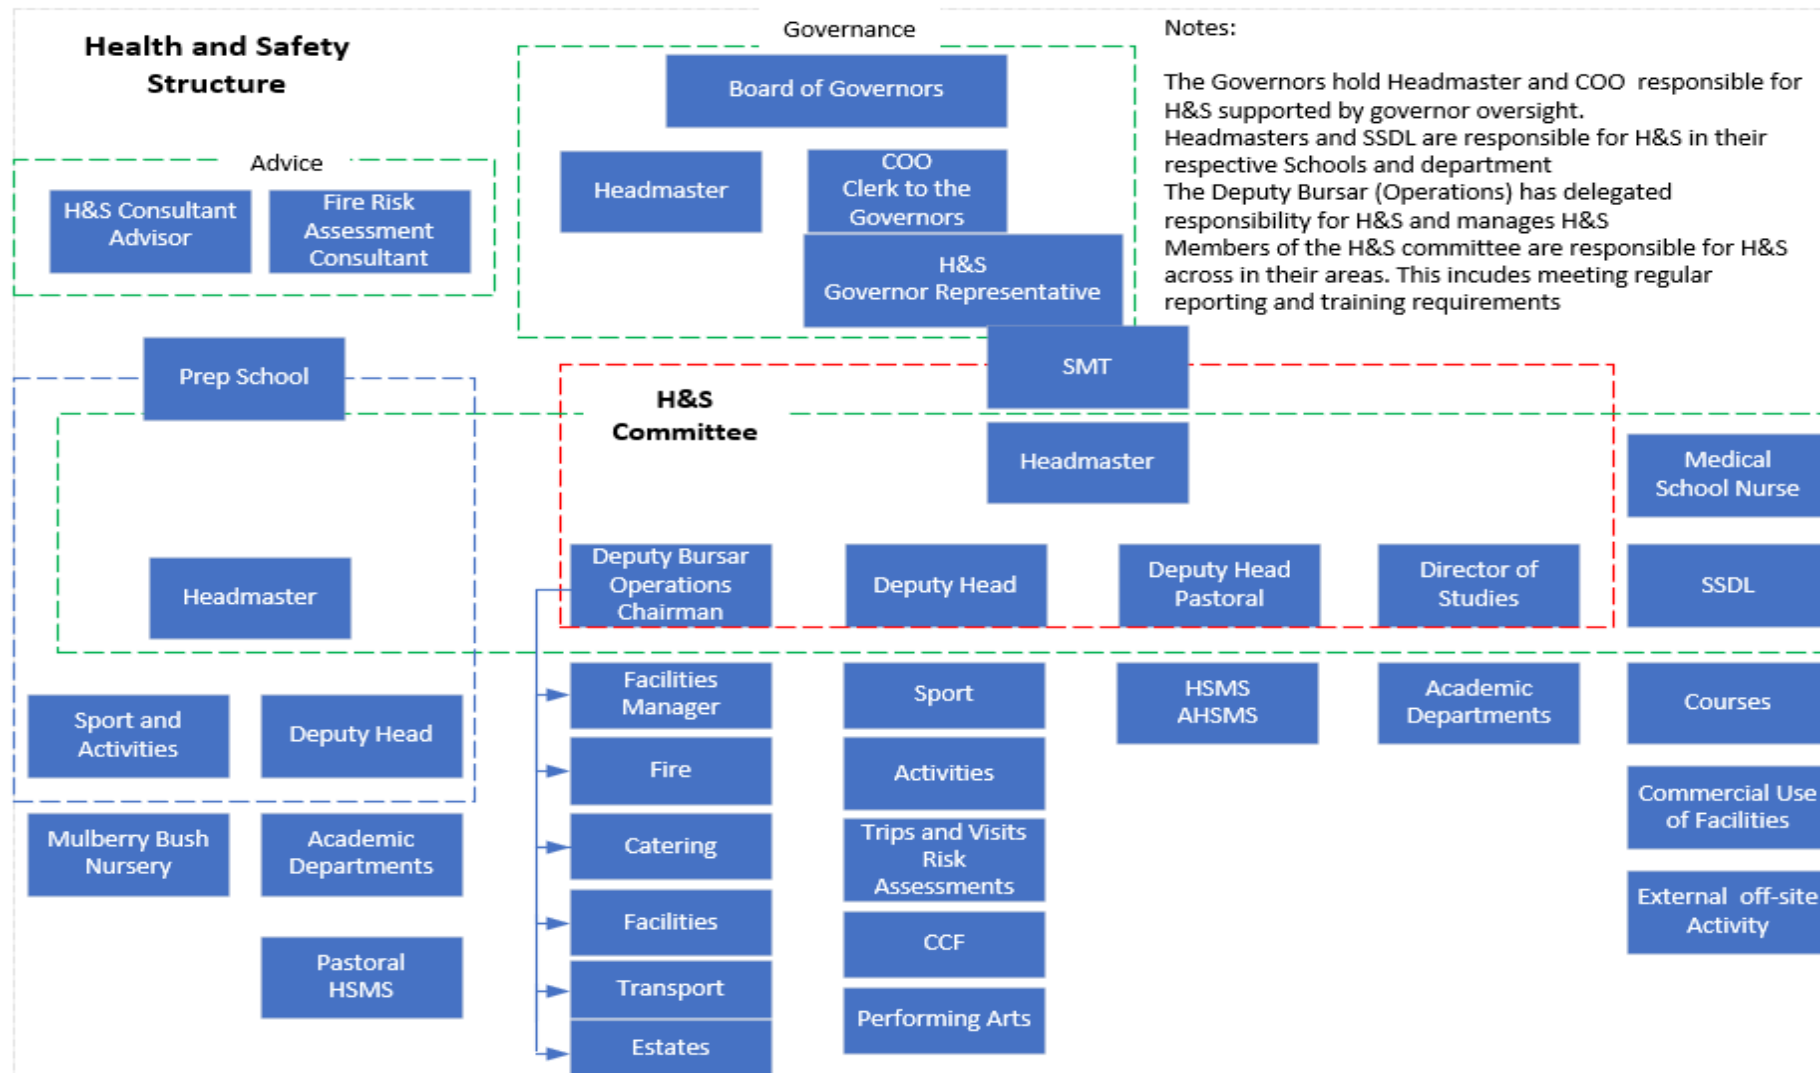 Health and Safety
Structure
Governance
Board of Governors
Headmaster
COO
Clerk to the
Governors
H&S
Governor Representative
Notes:
The Governors hold Headmaster and COO  responsible for
H&S supported by governor oversight.
Headmasters and SSDL are responsible for H&S in their
respective Schools and department
The Deputy Bursar (Operations) has delegated
responsibility for H&S and manages H&S
Members of the H&S committee are responsible for H&S
across in their areas. This incudes meeting regular
reporting and training requirements
Advice
H&S Consultant
Advisor
Fire Risk
Assessment
Consultant
Prep School
Headmaster
Sport and
Activities
Deputy Head
Mulberry Bush
Nursery
Academic
Departments
Pastoral
HSMS
H&S
Committee
SMT
Headmaster
Deputy Bursar
Operations
Chairman
Deputy Head
Deputy Head
Pastoral
Director of
Studies
Medical
School Nurse
SSDL
Facilities
Manager
Fire
Catering
Facilities
Transport
Estates
Sport
Activities
Trips and Visits
Risk
Assessments
CCF
Performing Arts
HSMS
AHSMS
Academic
Departments
Courses
Commercial Use
of Facilities
External  off-site
Activity